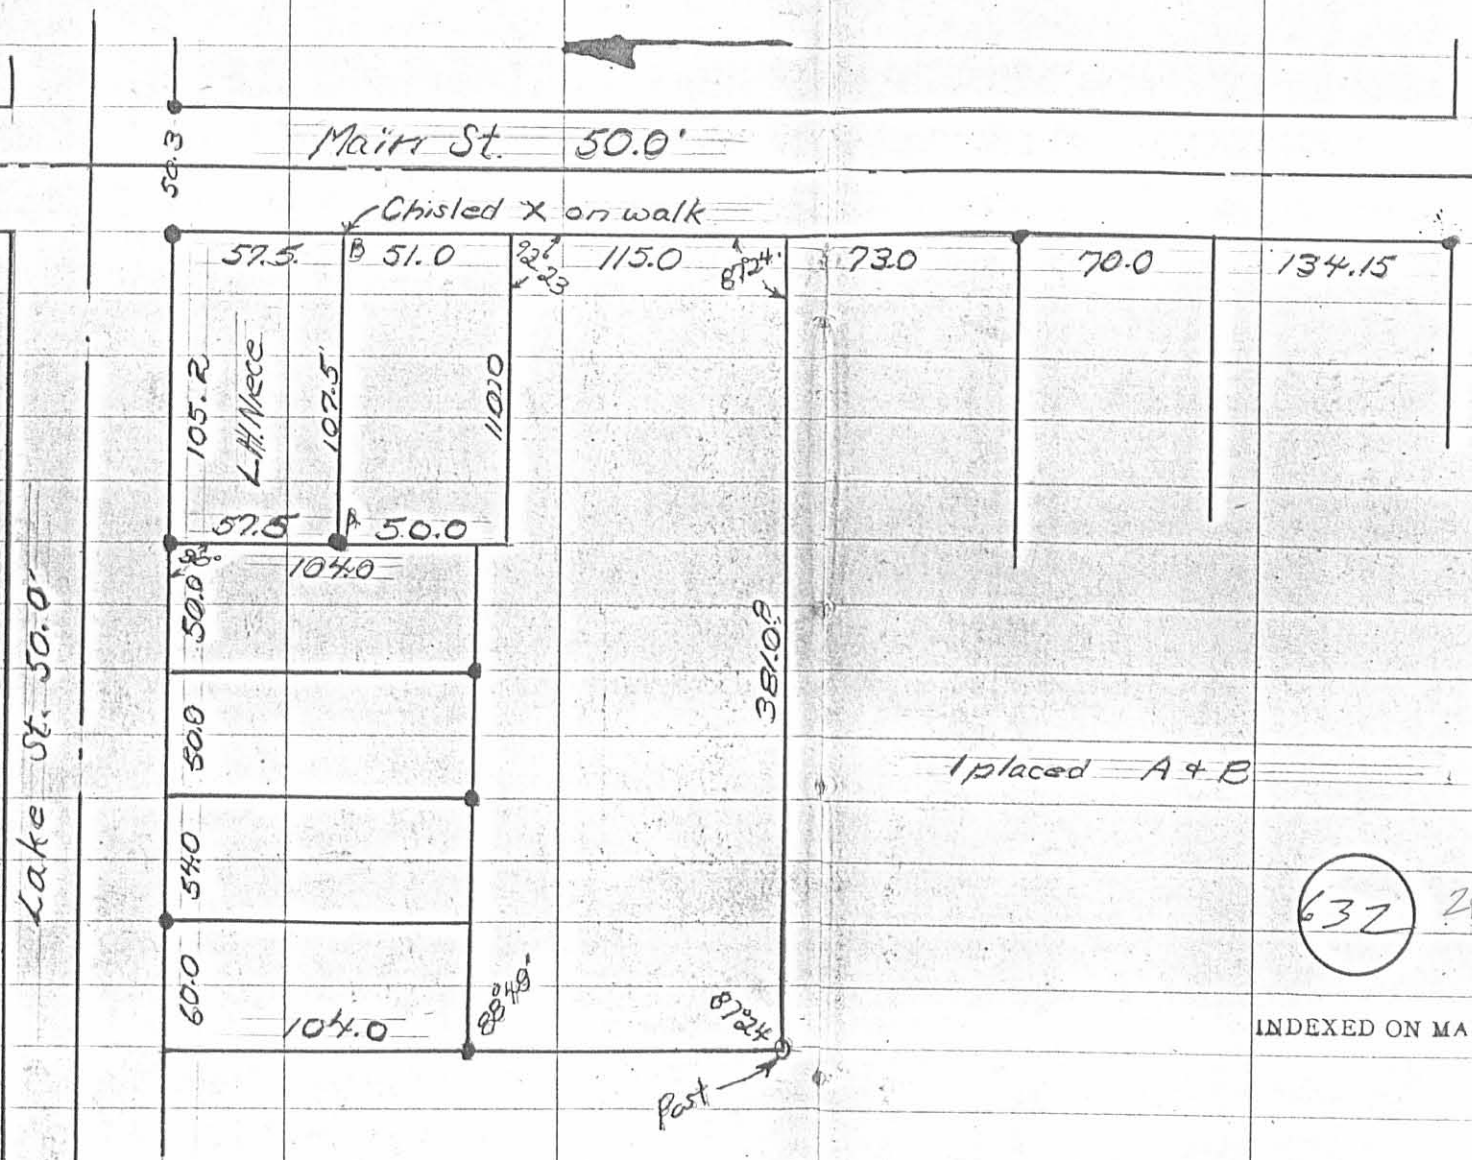 50.3
Main St. 50.0'
Chisled X on walk
57.5 B 51.0 92°-23' 115.0 87°24' 73.0 70.0 134.15
105.2
L.H. Niece
107.5
110.0
57.5 A 50.0
104.0
50.0
50.0
54.0
60.0
104.0
88°49'
87°24
381.0?
Post
Lake St. 50.0'
I placed A & B
632
INDEXED ON MA